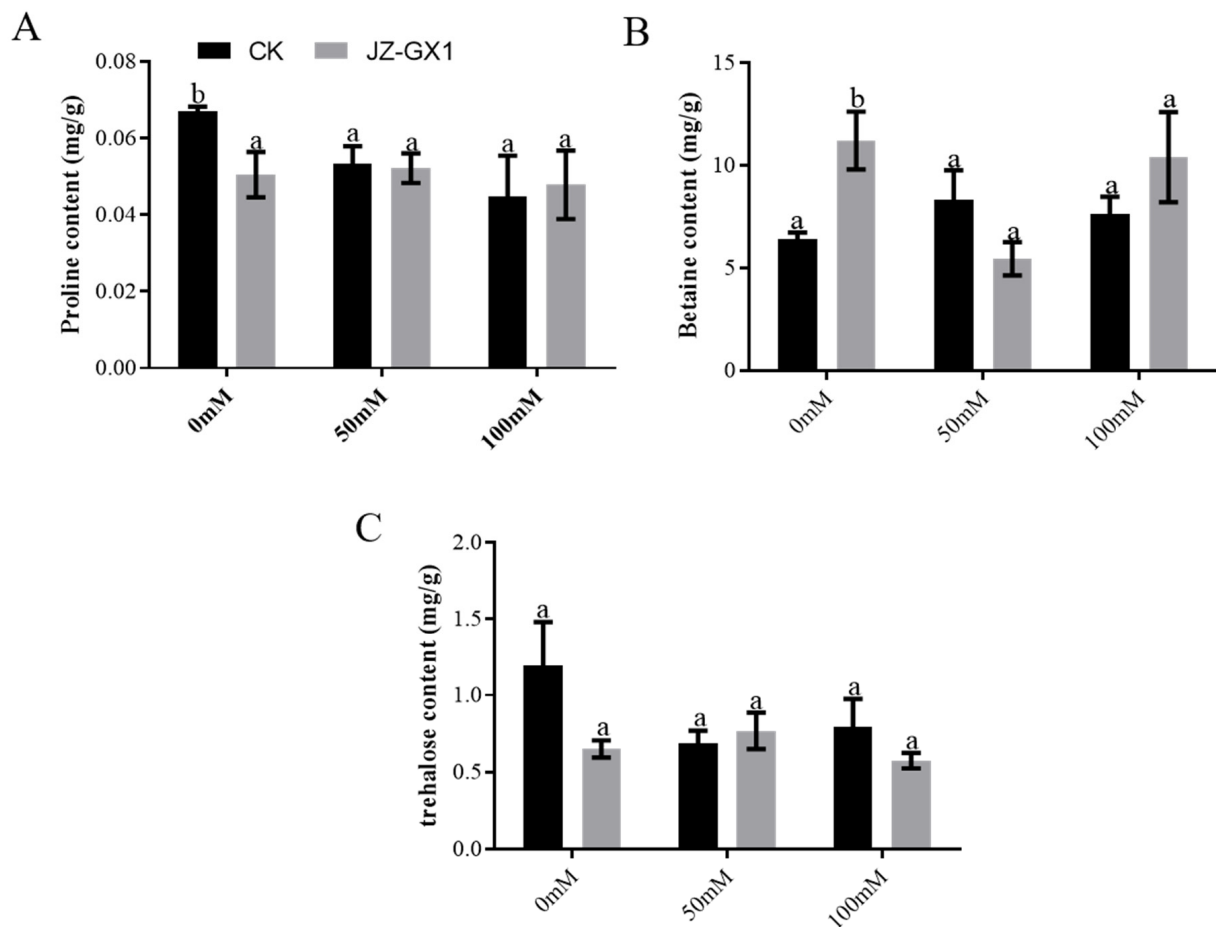 A
CK JZ-GX1
Proline content (mg/g)
0.08
0.06
0.04
0.02
0.00
b a a a a a
0mM 50mM 100mM
B
Betaine content (mg/g)
15
10
5
0
a b a a a a
0mM 50mM 100mM
C
trehalose content (mg/g)
2.0
1.5
1.0
0.5
0.0
a a a a a a
0mM 50mM 100mM